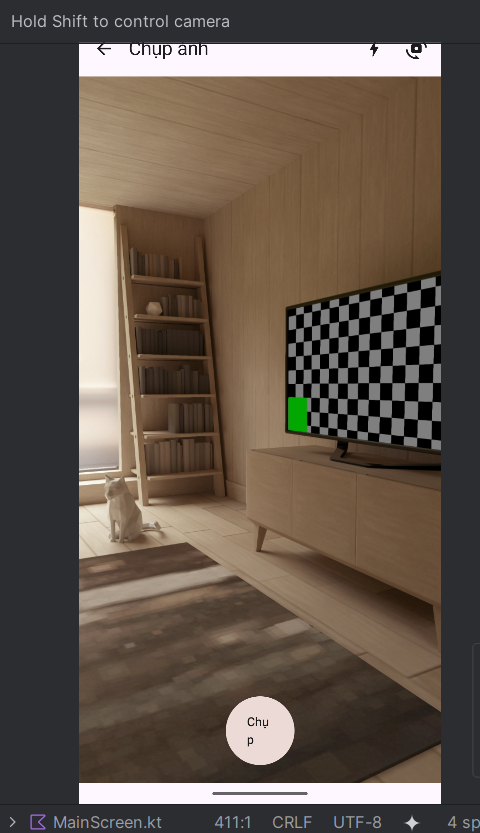 Hold Shift to control camera
Chụp ảnh
Chụ
p
MainScreen.kt 411:1 CRLF UTF-8 4 sp